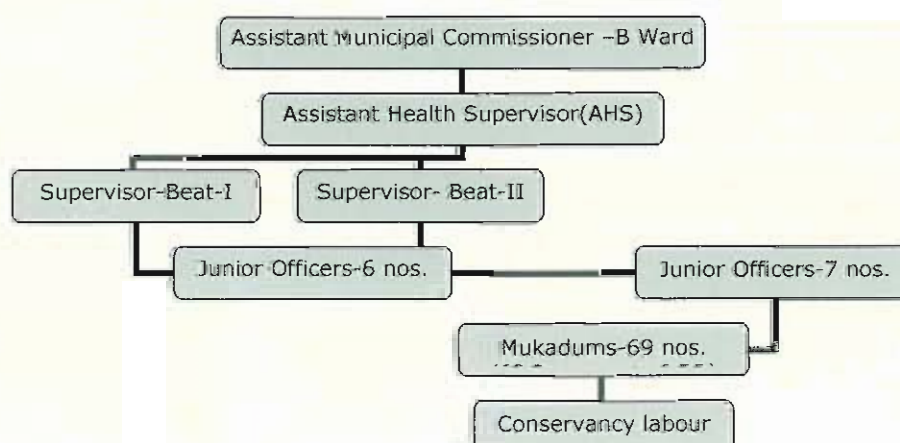 Assistant Municipal Commissioner –B Ward
Assistant Health Supervisor(AHS)
Supervisor-Beat-I
Supervisor- Beat-II
Junior Officers-6 nos.
Junior Officers-7 nos.
Mukadums-69 nos.
Conservancy labour